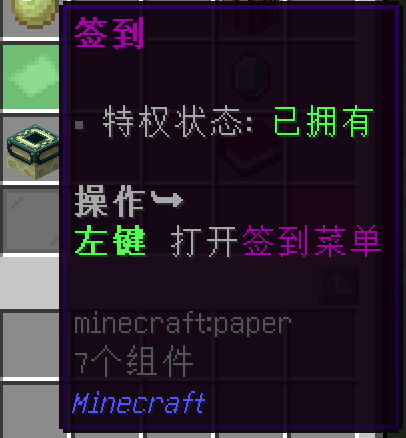 签到
▪ 特权状态: 已拥有
操作➥
左键 打开签到菜单
minecraft:paper
7个组件
Minecraft